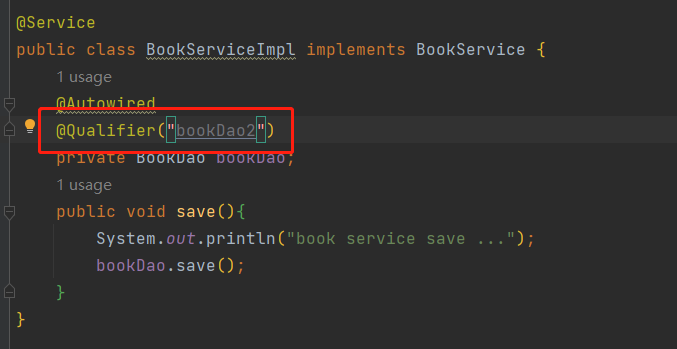 @Service
public class BookServiceImpl implements BookService {
1 usage
@Autowired
@Qualifier("bookDao2")
private BookDao bookDao;
1 usage
public void save(){
System.out.println("book service save ...");
bookDao.save();
}
}